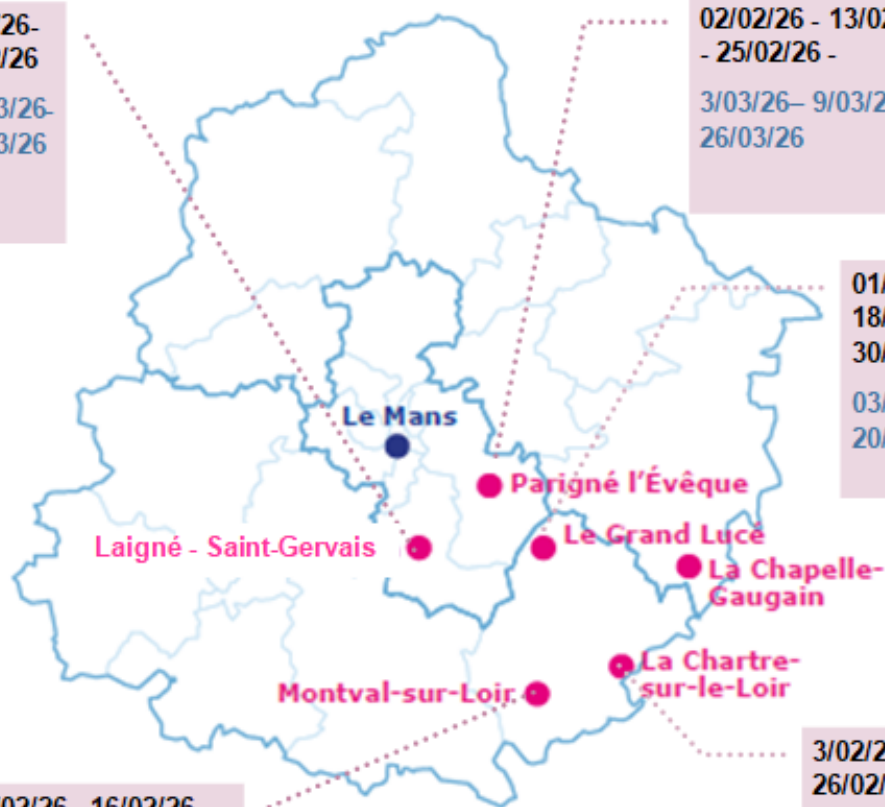 02/02/26 - 13/02
- 25/02/26 -
3/03/26– 9/03/2
26/03/26
26-
/26
3/26-
3/26
01/
18/
30/
03/
20/
Le Mans
Parigné l'Évêque
Laigné - Saint-Gervais
Le Grand Lucé
La Chapelle-
Gaugain
La Chartre-
sur-le-Loir
Montval-sur-Loir
3/02/2
26/02/
02/26 - 16/02/26